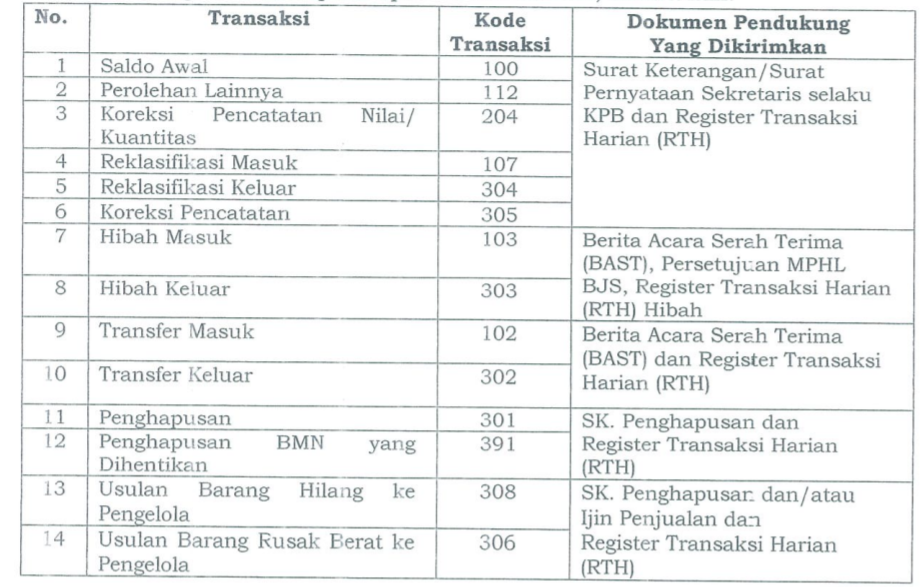 No. Transaksi Kode Transaksi Dokumen Pendukung Yang Dikirimkan
1 Saldo Awal 100 Surat Keterangan/Surat
2 Perolehan Lainnya 112 Pernyataan Sekretaris selaku
3 Koreksi Pencatatan Nilai/ 204 KPB dan Register Transaksi
Kuantitas Harian (RTH)
4 Reklasifikasi Masuk 107
5 Reklasifikasi Keluar 304
6 Koreksi Pencatatan 305
7 Hibah Masuk 103 Berita Acara Serah Terima
(BAST), Persetujuan MPHL
8 Hibah Keluar 303 BJS, Register Transaksi Harian
(RTH) Hibah
9 Transfer Masuk 102 Berita Acara Serah Terima
(BAST) dan Register Transaksi
10 Transfer Keluar 302 Harian (RTH)
11 Penghapusan 301 SK. Penghapusan dan
12 Penghapusan BMN yang 391 Register Transaksi Harian
Dihentikan (RTH)
13 Usulan Barang Hilang ke 308 SK. Penghapusan dan/atau
Pengelola Ijin Penjualan dan
14 Usulan Barang Rusak Berat ke 306 Register Transaksi Harian
Pengelola (RTH)